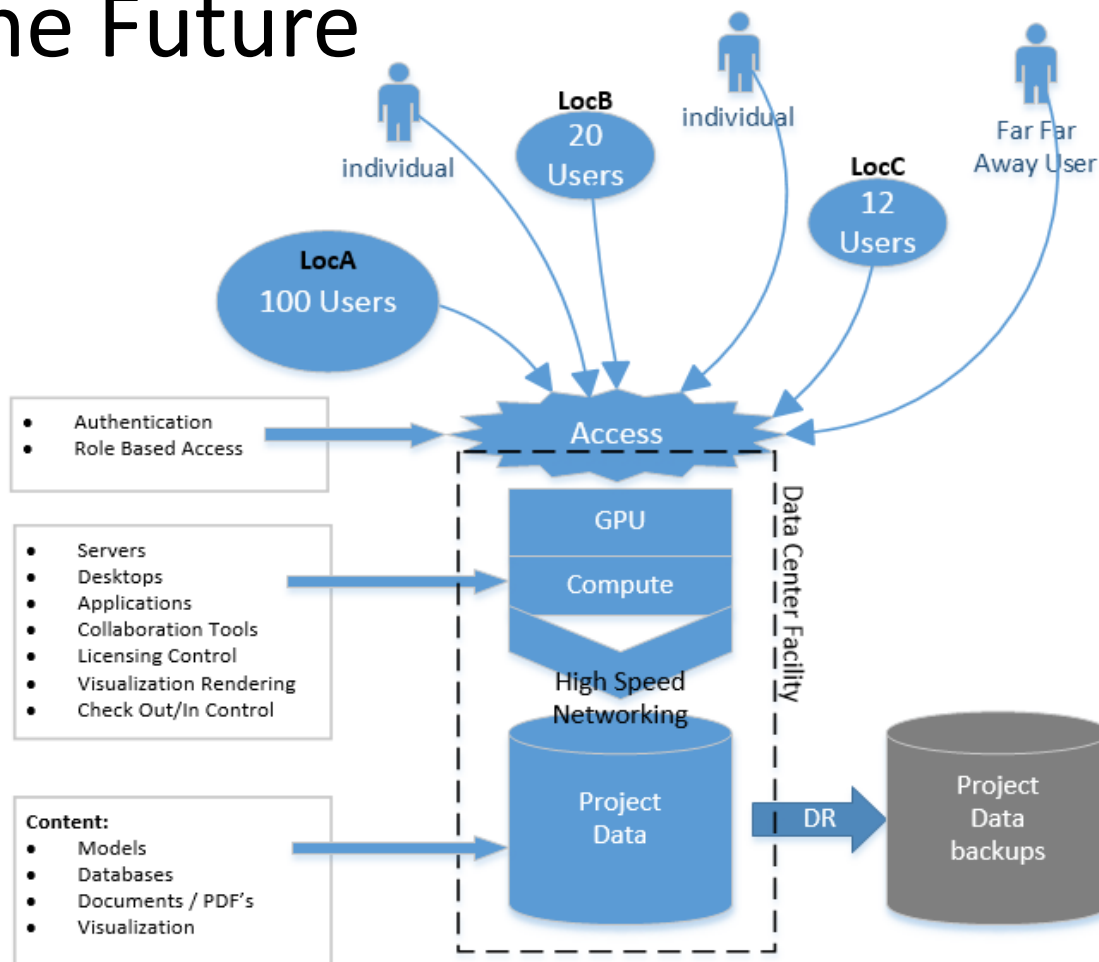 ne Future
individual
LocB
20
Users
individual
Far Far
Away User
LocC
12
Users
LocA
100 Users
• Authentication
• Role Based Access
Access
• Servers
• Desktops
• Applications
• Collaboration Tools
• Licensing Control
• Visualization Rendering
• Check Out/In Control
GPU
Compute
High Speed
Networking
Data Center Facility
Content:
• Models
• Databases
• Documents / PDF's
• Visualization
Project
Data
DR
Project
Data
backups